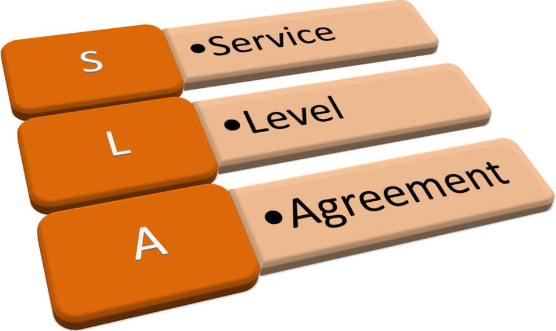 S •Service
L •Level
A •Agreement